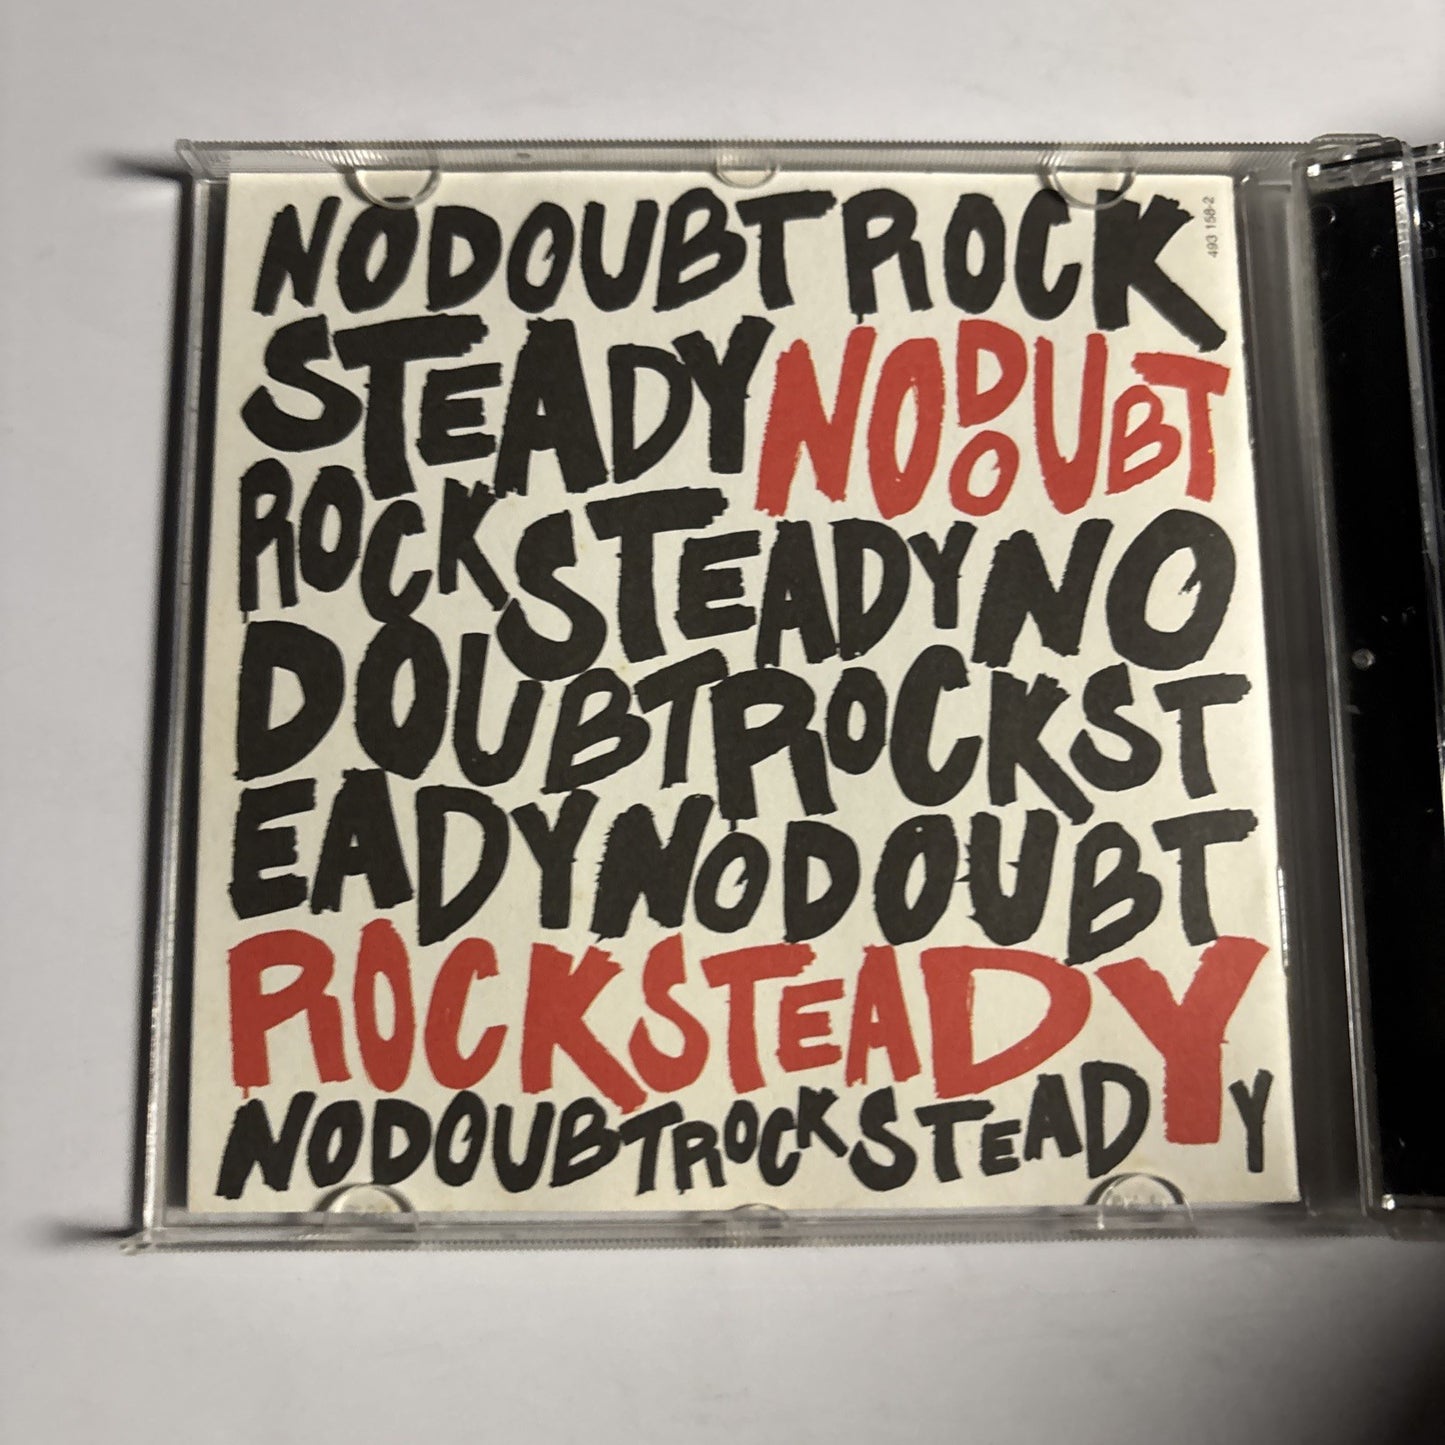 NODOUBTROCK
STEADYNODOUBT
ROCKSTEADYNO
DOUBTROCKST
EADYNODOUBT
ROCKSTEADY
NODOUBTROCKSTEADY
493 158-2